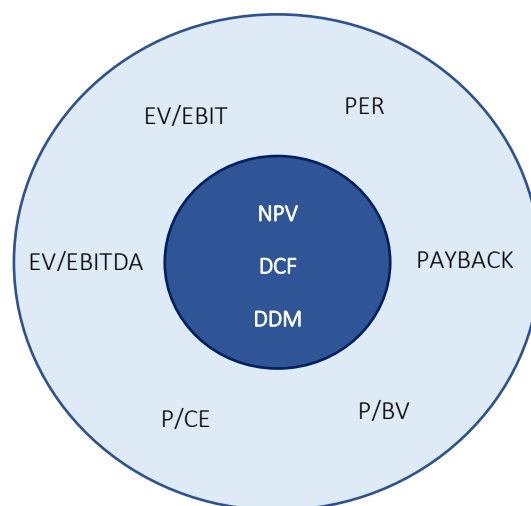 EV/EBIT
PER
NPV
EV/EBITDA
DCF
PAYBACK
DDM
P/CE
P/BV